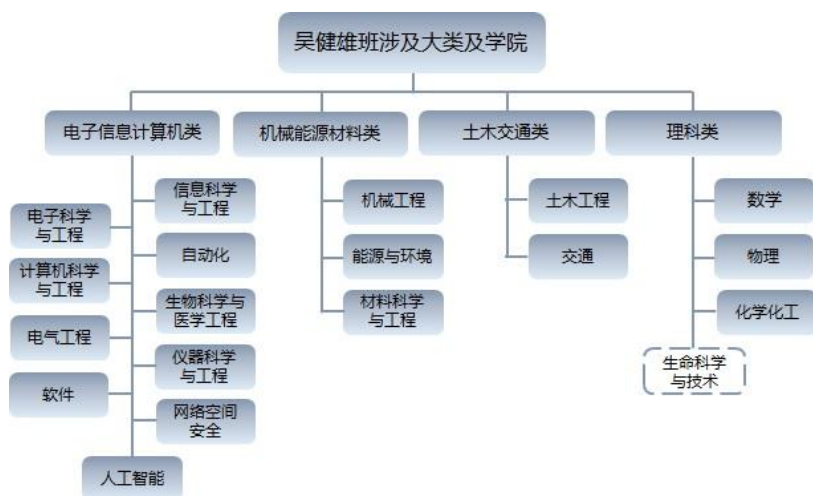 吴健雄班涉及大类及学院
电子信息计算机类
机械能源材料类
土木交通类
理科类
信息科学
与工程
电子科学
与工程
自动化
计算机科学
与工程
生物科学与
医学工程
电气工程
仪器科学
与工程
软件
网络空间
安全
人工智能
机械工程
能源与环境
材料科学
与工程
土木工程
交通
数学
物理
化学化工
生命科学
与技术